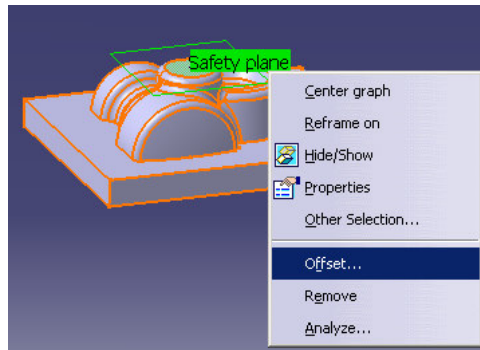 Safety plane
Center graph
Reframe on
Hide/Show
Properties
Other Selection...
Offset...
Remove
Analyze...